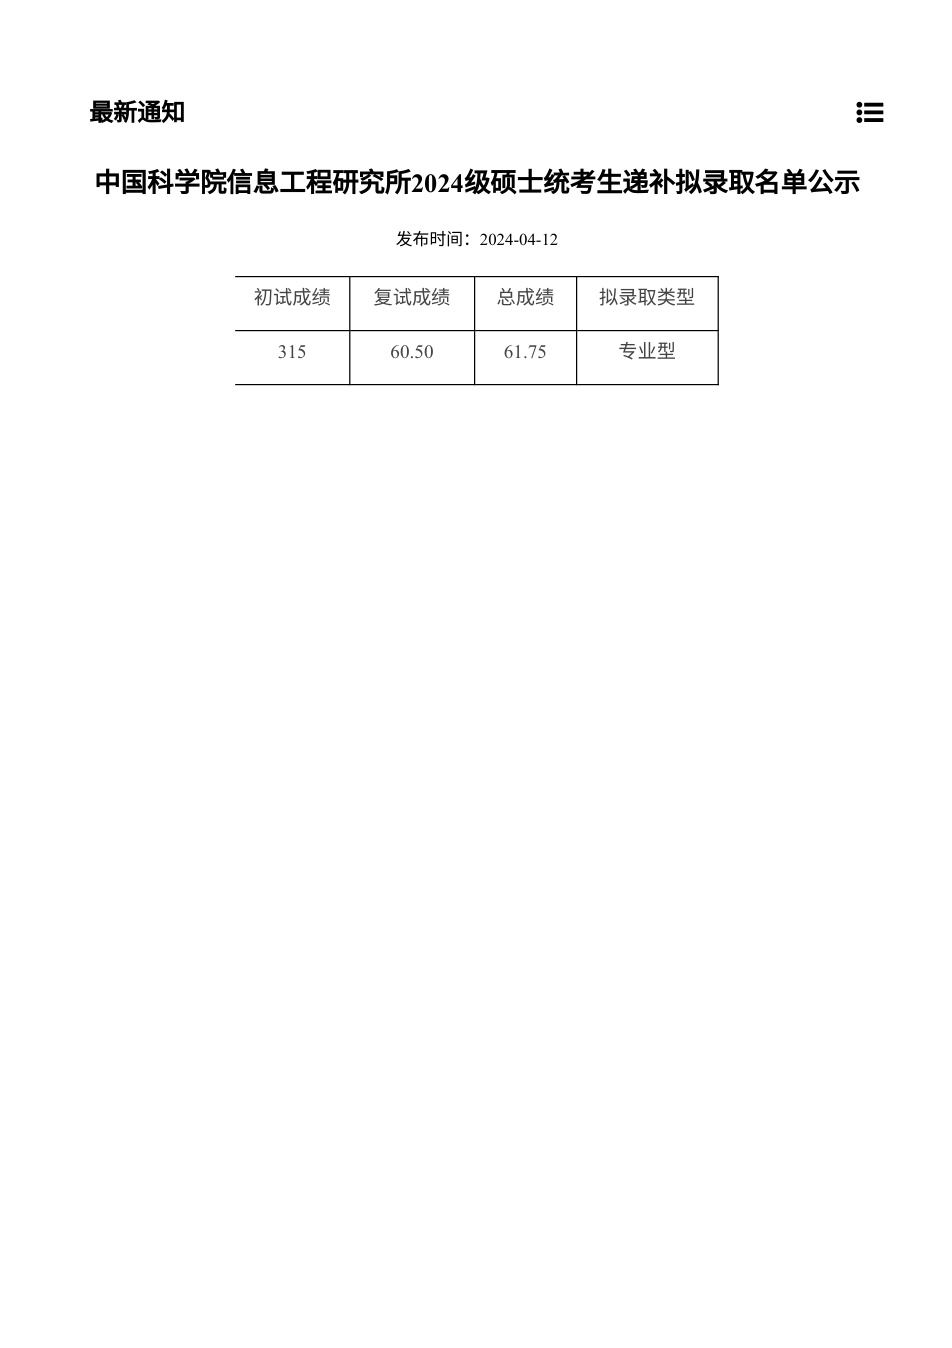 最新通知
中国科学院信息工程研究所2024级硕士统考生递补拟录取名单公示
发布时间：2024-04-12
初试成绩 复试成绩 总成绩 拟录取类型
315 60.50 61.75 专业型